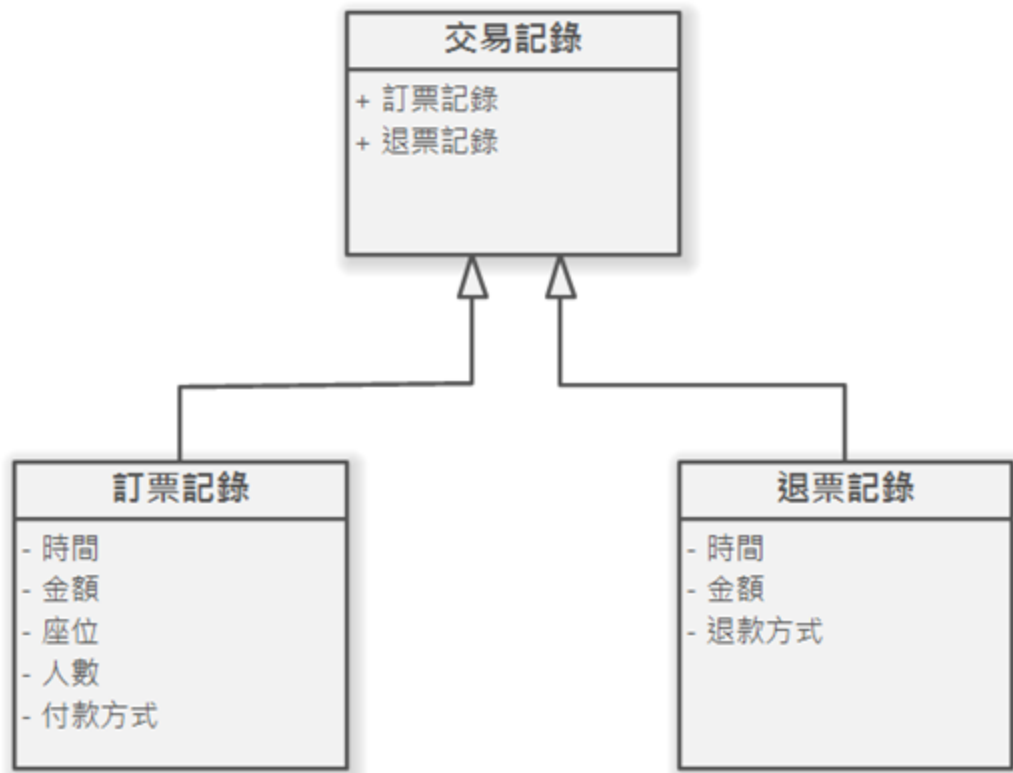 交易記錄
+ 訂票記錄
+ 退票記錄
訂票記錄
- 時間
- 金額
- 座位
- 人數
- 付款方式
退票記錄
- 時間
- 金額
- 退款方式